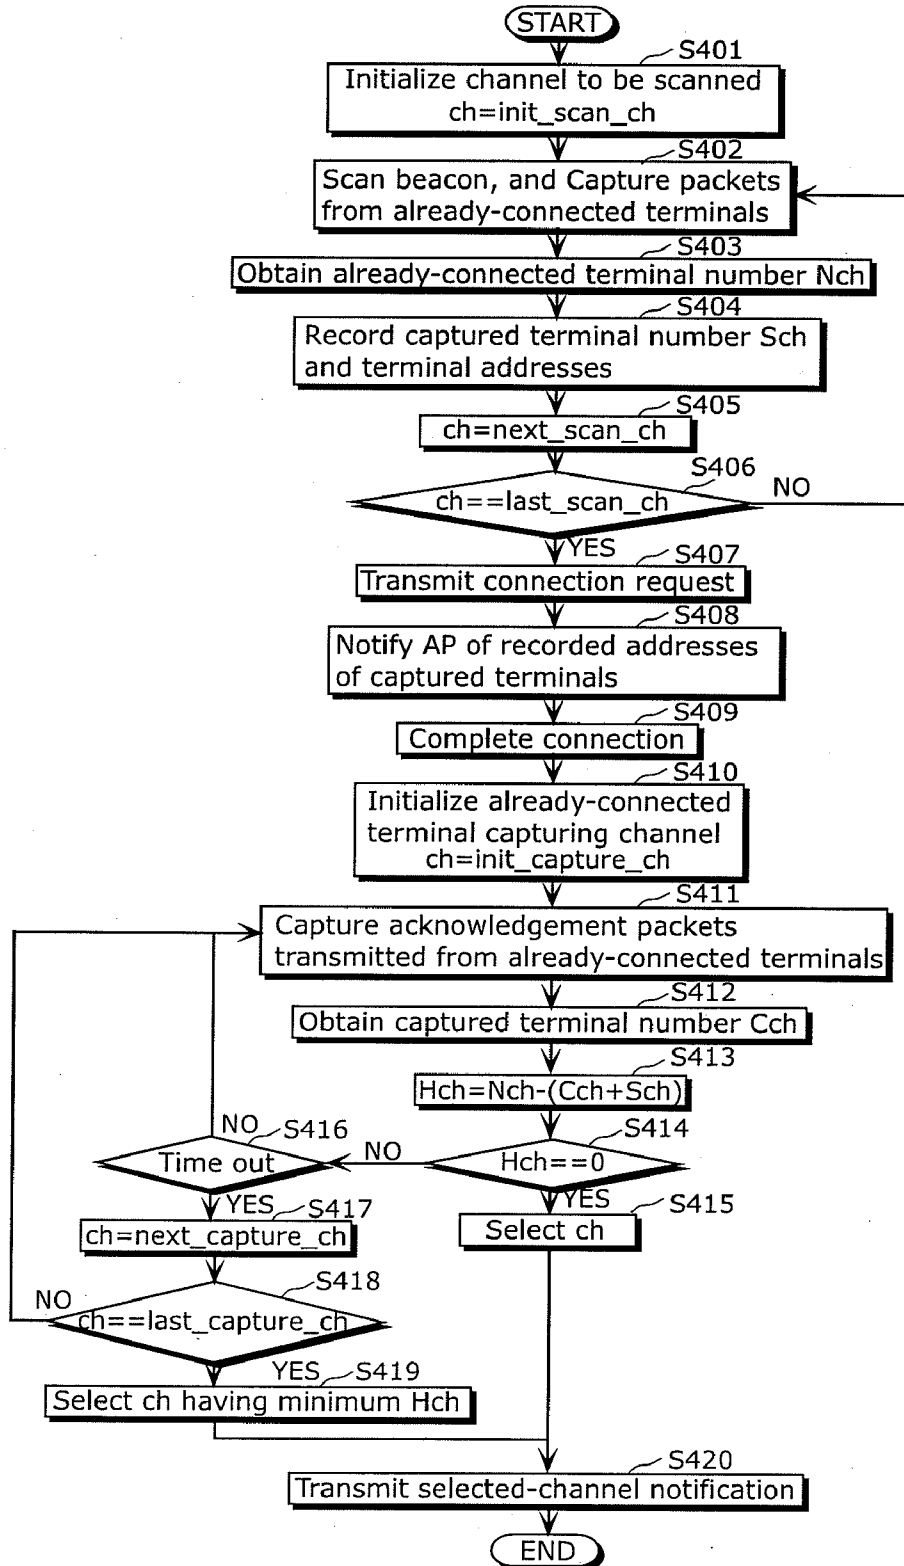 START
S401
Initialize channel to be scanned
ch=init_scan_ch
S402
Scan beacon, and Capture packets
from already-connected terminals
S403
Obtain already-connected terminal number Nch
S404
Record captured terminal number Sch
and terminal addresses
S405
ch=next_scan_ch
S406
ch==last_scan_ch
NO
YES
S407
Transmit connection request
S408
Notify AP of recorded addresses
of captured terminals
S409
Complete connection
S410
Initialize already-connected
terminal capturing channel
ch=init_capture_ch
S411
Capture acknowledgement packets
transmitted from already-connected terminals
S412
Obtain captured terminal number Cch
S413
Hch=Nch-(Cch+Sch)
S414
Hch==0
NO
YES
S415
Select ch
S416
Time out
NO
YES
S417
ch=next_capture_ch
S418
ch==last_capture_ch
NO
YES
S419
Select ch having minimum Hch
S420
Transmit selected-channel notification
END